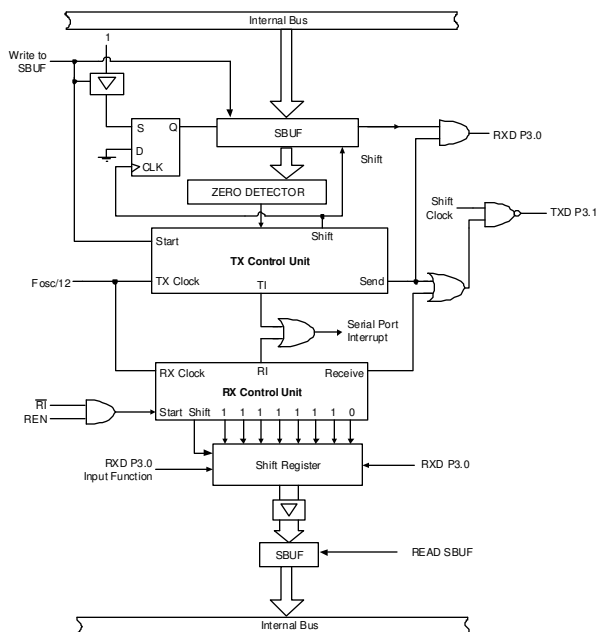 Internal Bus
1
Write to
SBUF
S
Q
D
CLK
SBUF
RXD P3.0
Shift
ZERO DETECTOR
Shift
Clock
TXD P3.1
Start
Shift
TX Control Unit
Fosc/12
TX Clock
TI
Send
Serial Port
Interrupt
RX Clock
RI
Receive
RX Control Unit
RI
REN
Start Shift 1 1 1 1 1 1 1 0
RXD P3.0
Input Function
Shift Register
RXD P3.0
SBUF
READ SBUF
Internal Bus